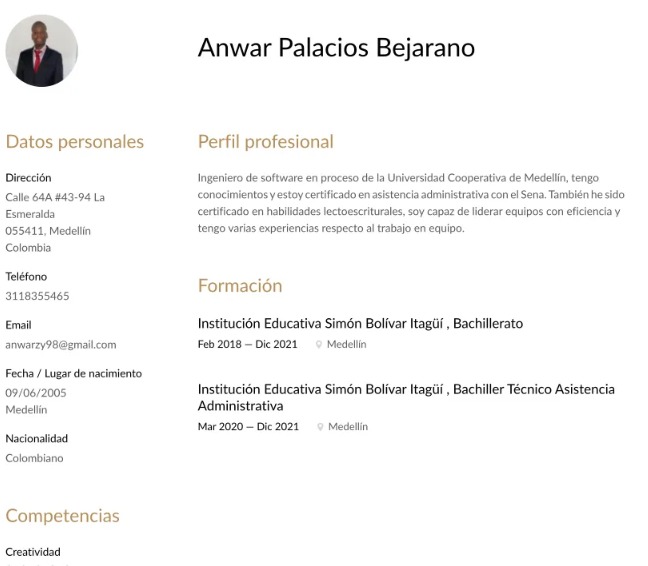 Anwar Palacios Bejarano
Datos personales
Dirección
Calle 64A #43-94 La
Esmeralda
055411, Medellín
Colombia
Teléfono
3118355465
Email
anwarzy98@gmail.com
Fecha / Lugar de nacimiento
09/06/2005
Medellín
Nacionalidad
Colombiano
Competencias
Creatividad
Perfil profesional
Ingeniero de software en proceso de la Universidad Cooperativa de Medellín, tengo
conocimientos y estoy certificado en asistencia administrativa con el Sena. También he sido
certificado en habilidades lectoescriturales, soy capaz de liderar equipos con eficiencia y
tengo varias experiencias respecto al trabajo en equipo.
Formación
Institución Educativa Simón Bolívar Itagüí , Bachillerato
Feb 2018 — Dic 2021 Medellín
Institución Educativa Simón Bolívar Itagüí , Bachiller Técnico Asistencia
Administrativa
Mar 2020 — Dic 2021 Medellín